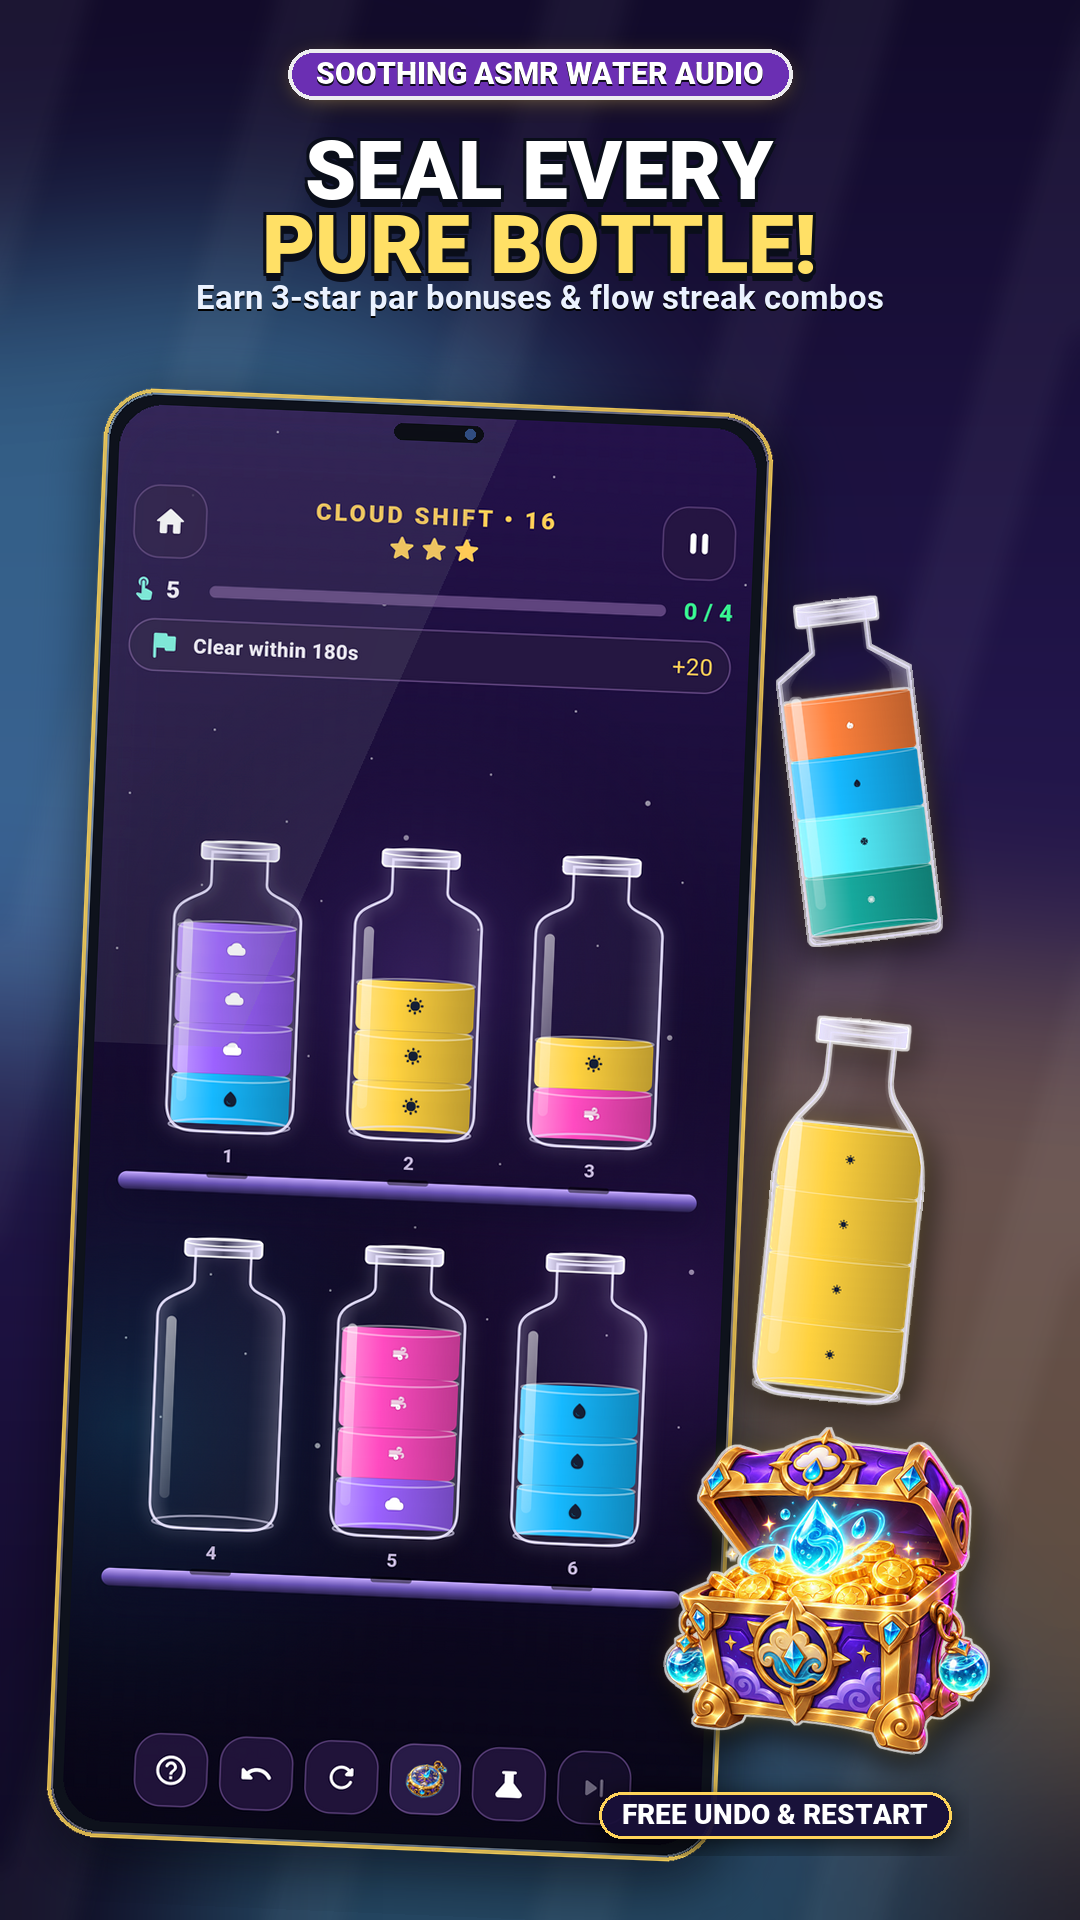 SOOTHING ASMR WATER AUDIO
SEAL EVERY
PURE BOTTLE!
Earn 3-star par bonuses & flow streak combos
CLOUD SHIFT • 16
5
0 / 4
Clear within 180s
+20
1
2
3
4
5
6
FREE UNDO & RESTART